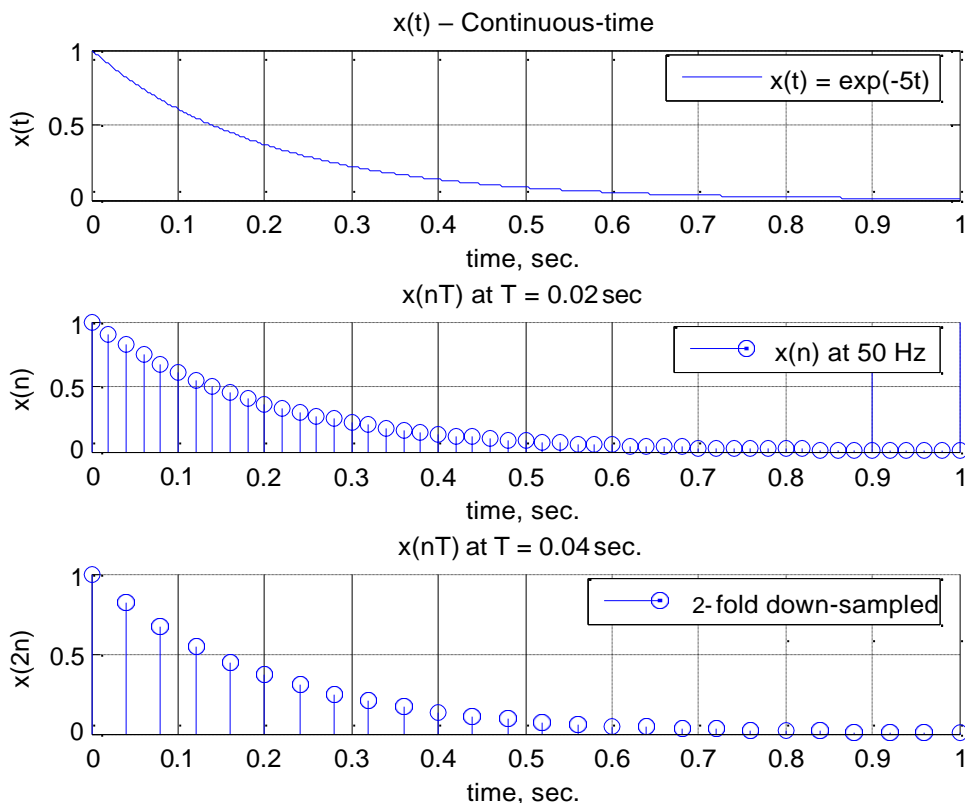 x(t) – Continuous-time
1
0.5
0
x(t)
x(t) = exp(-5t)
0 0.1 0.2 0.3 0.4 0.5 0.6 0.7 0.8 0.9 1
time, sec.
x(nT) at T = 0.02 sec
1
0.5
0
x(n)
x(n) at 50 Hz
0 0.1 0.2 0.3 0.4 0.5 0.6 0.7 0.8 0.9 1
time, sec.
x(nT) at T = 0.04 sec.
1
0.5
0
x(2n)
2-fold down-sampled
0 0.1 0.2 0.3 0.4 0.5 0.6 0.7 0.8 0.9 1
time, sec.